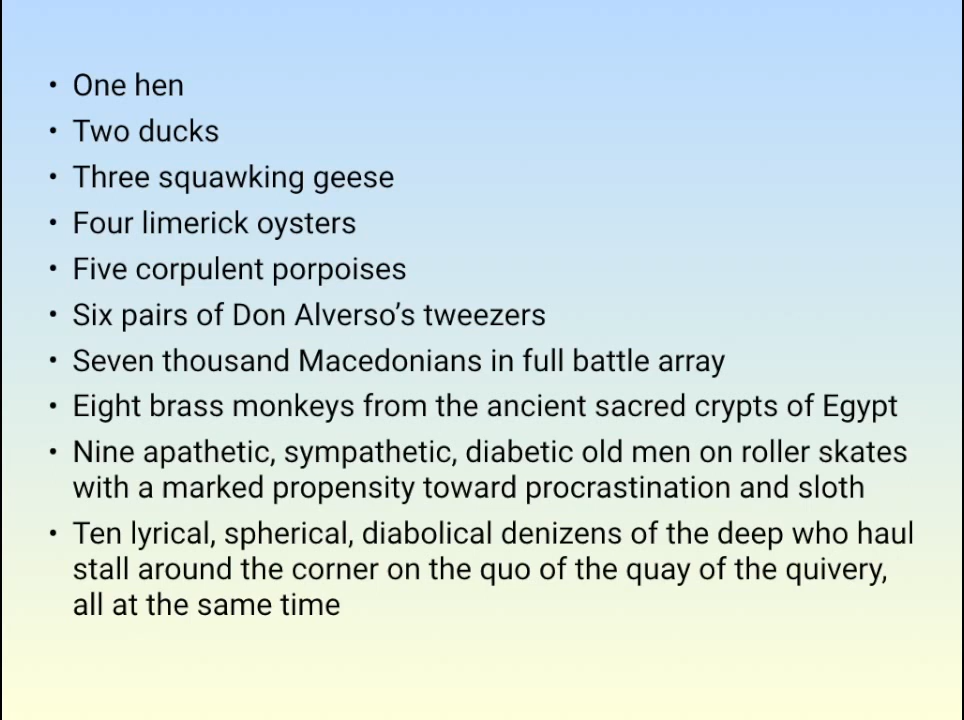 • One hen
• Two ducks
• Three squawking geese
• Four limerick oysters
• Five corpulent porpoises
• Six pairs of Don Alverso’s tweezers
• Seven thousand Macedonians in full battle array
• Eight brass monkeys from the ancient sacred crypts of Egypt
• Nine apathetic, sympathetic, diabetic old men on roller skates
with a marked propensity toward procrastination and sloth
• Ten lyrical, spherical, diabolical denizens of the deep who haul
stall around the corner on the quo of the quay of the quivery,
all at the same time